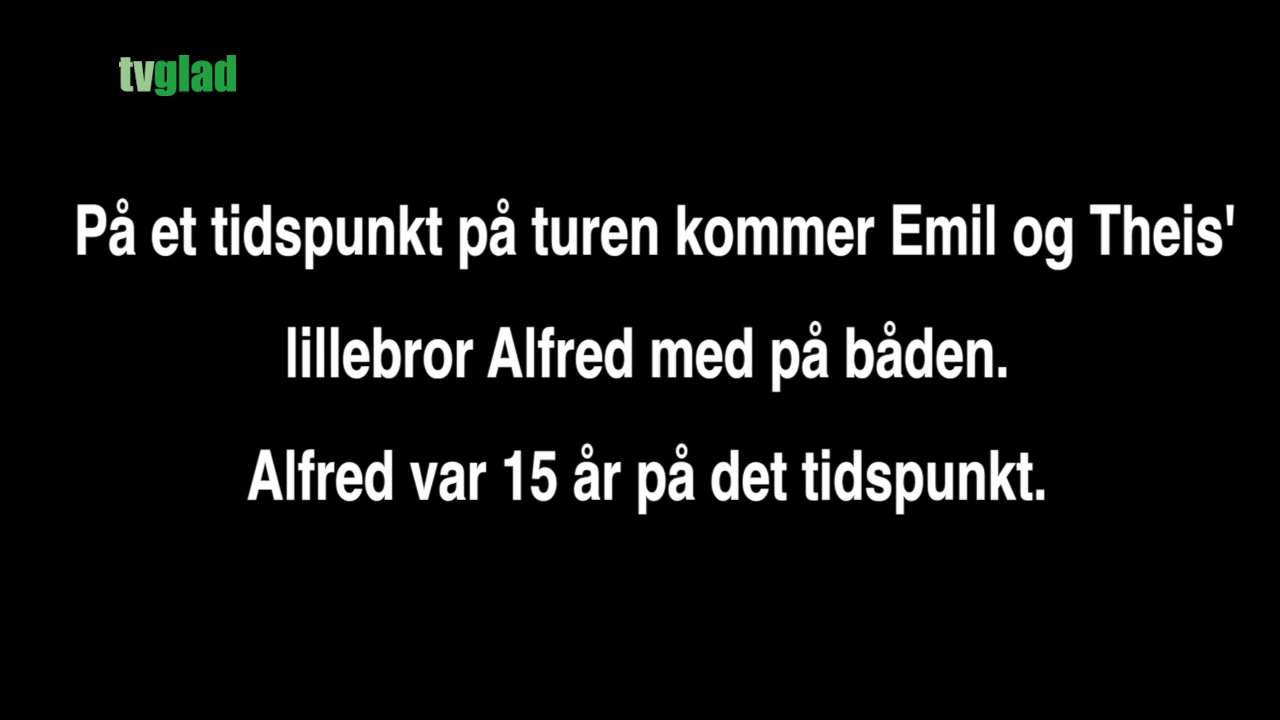 tvglad
På et tidspunkt på turen kommer Emil og Theis'
lillebror Alfred med på båden.
Alfred var 15 år på det tidspunkt.